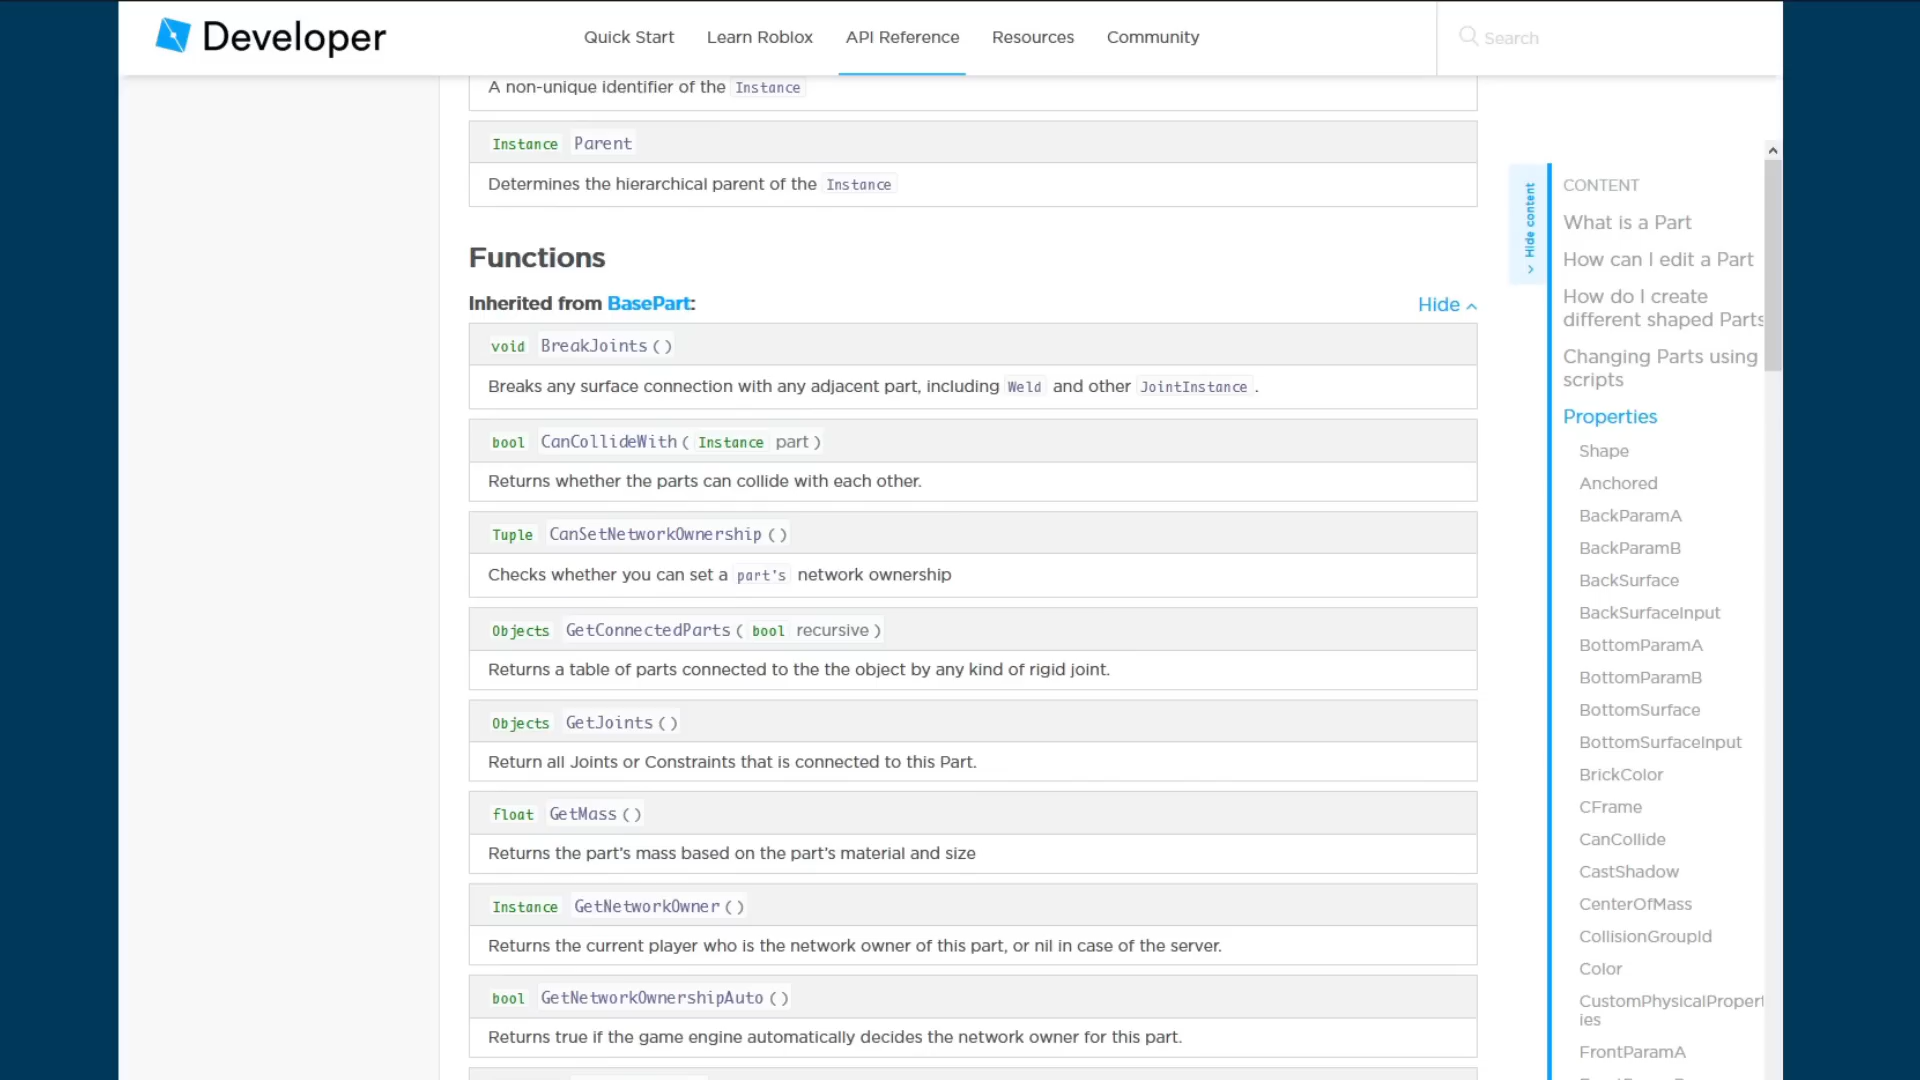 Developer
Quick Start
Learn Roblox
API Reference
Resources
Community
Search
A non-unique identifier of the Instance
Instance Parent
Determines the hierarchical parent of the Instance
Functions
Inherited from BasePart:
Hide
void BreakJoints ( )
Breaks any surface connection with any adjacent part, including Weld and other JointInstance .
bool CanCollideWith ( Instance part )
Returns whether the parts can collide with each other.
Tuple CanSetNetworkOwnership ( )
Checks whether you can set a part's network ownership
Objects GetConnectedParts ( bool recursive )
Returns a table of parts connected to the the object by any kind of rigid joint.
Objects GetJoints ( )
Return all Joints or Constraints that is connected to this Part.
float GetMass ( )
Returns the part's mass based on the part's material and size
Instance GetNetworkOwner ( )
Returns the current player who is the network owner of this part, or nil in case of the server.
bool GetNetworkOwnershipAuto ( )
Returns true if the game engine automatically decides the network owner for this part.
Hide content
CONTENT
What is a Part
How can I edit a Part
How do I create
different shaped Parts
Changing Parts using
scripts
Properties
Shape
Anchored
BackParamA
BackParamB
BackSurface
BackSurfaceInput
BottomParamA
BottomParamB
BottomSurface
BottomSurfaceInput
BrickColor
CFrame
CanCollide
CastShadow
CenterOfMass
CollisionGroupId
Color
CustomPhysicalPropert
ies
FrontParamA